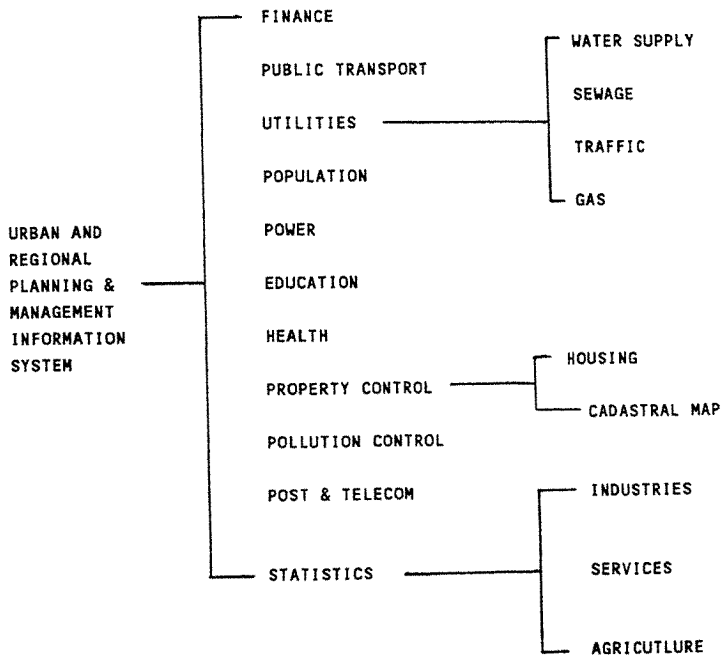 URBAN AND
REGIONAL
PLANNING &
MANAGEMENT
INFORMATION
SYSTEM
FINANCE
PUBLIC TRANSPORT
UTILITIES
POPULATION
POWER
EDUCATION
HEALTH
PROPERTY CONTROL
POLLUTION CONTROL
POST & TELECOM
STATISTICS
WATER SUPPLY
SEWAGE
TRAFFIC
GAS
HOUSING
CADASTRAL MAP
INDUSTRIES
SERVICES
AGRICUTLURE